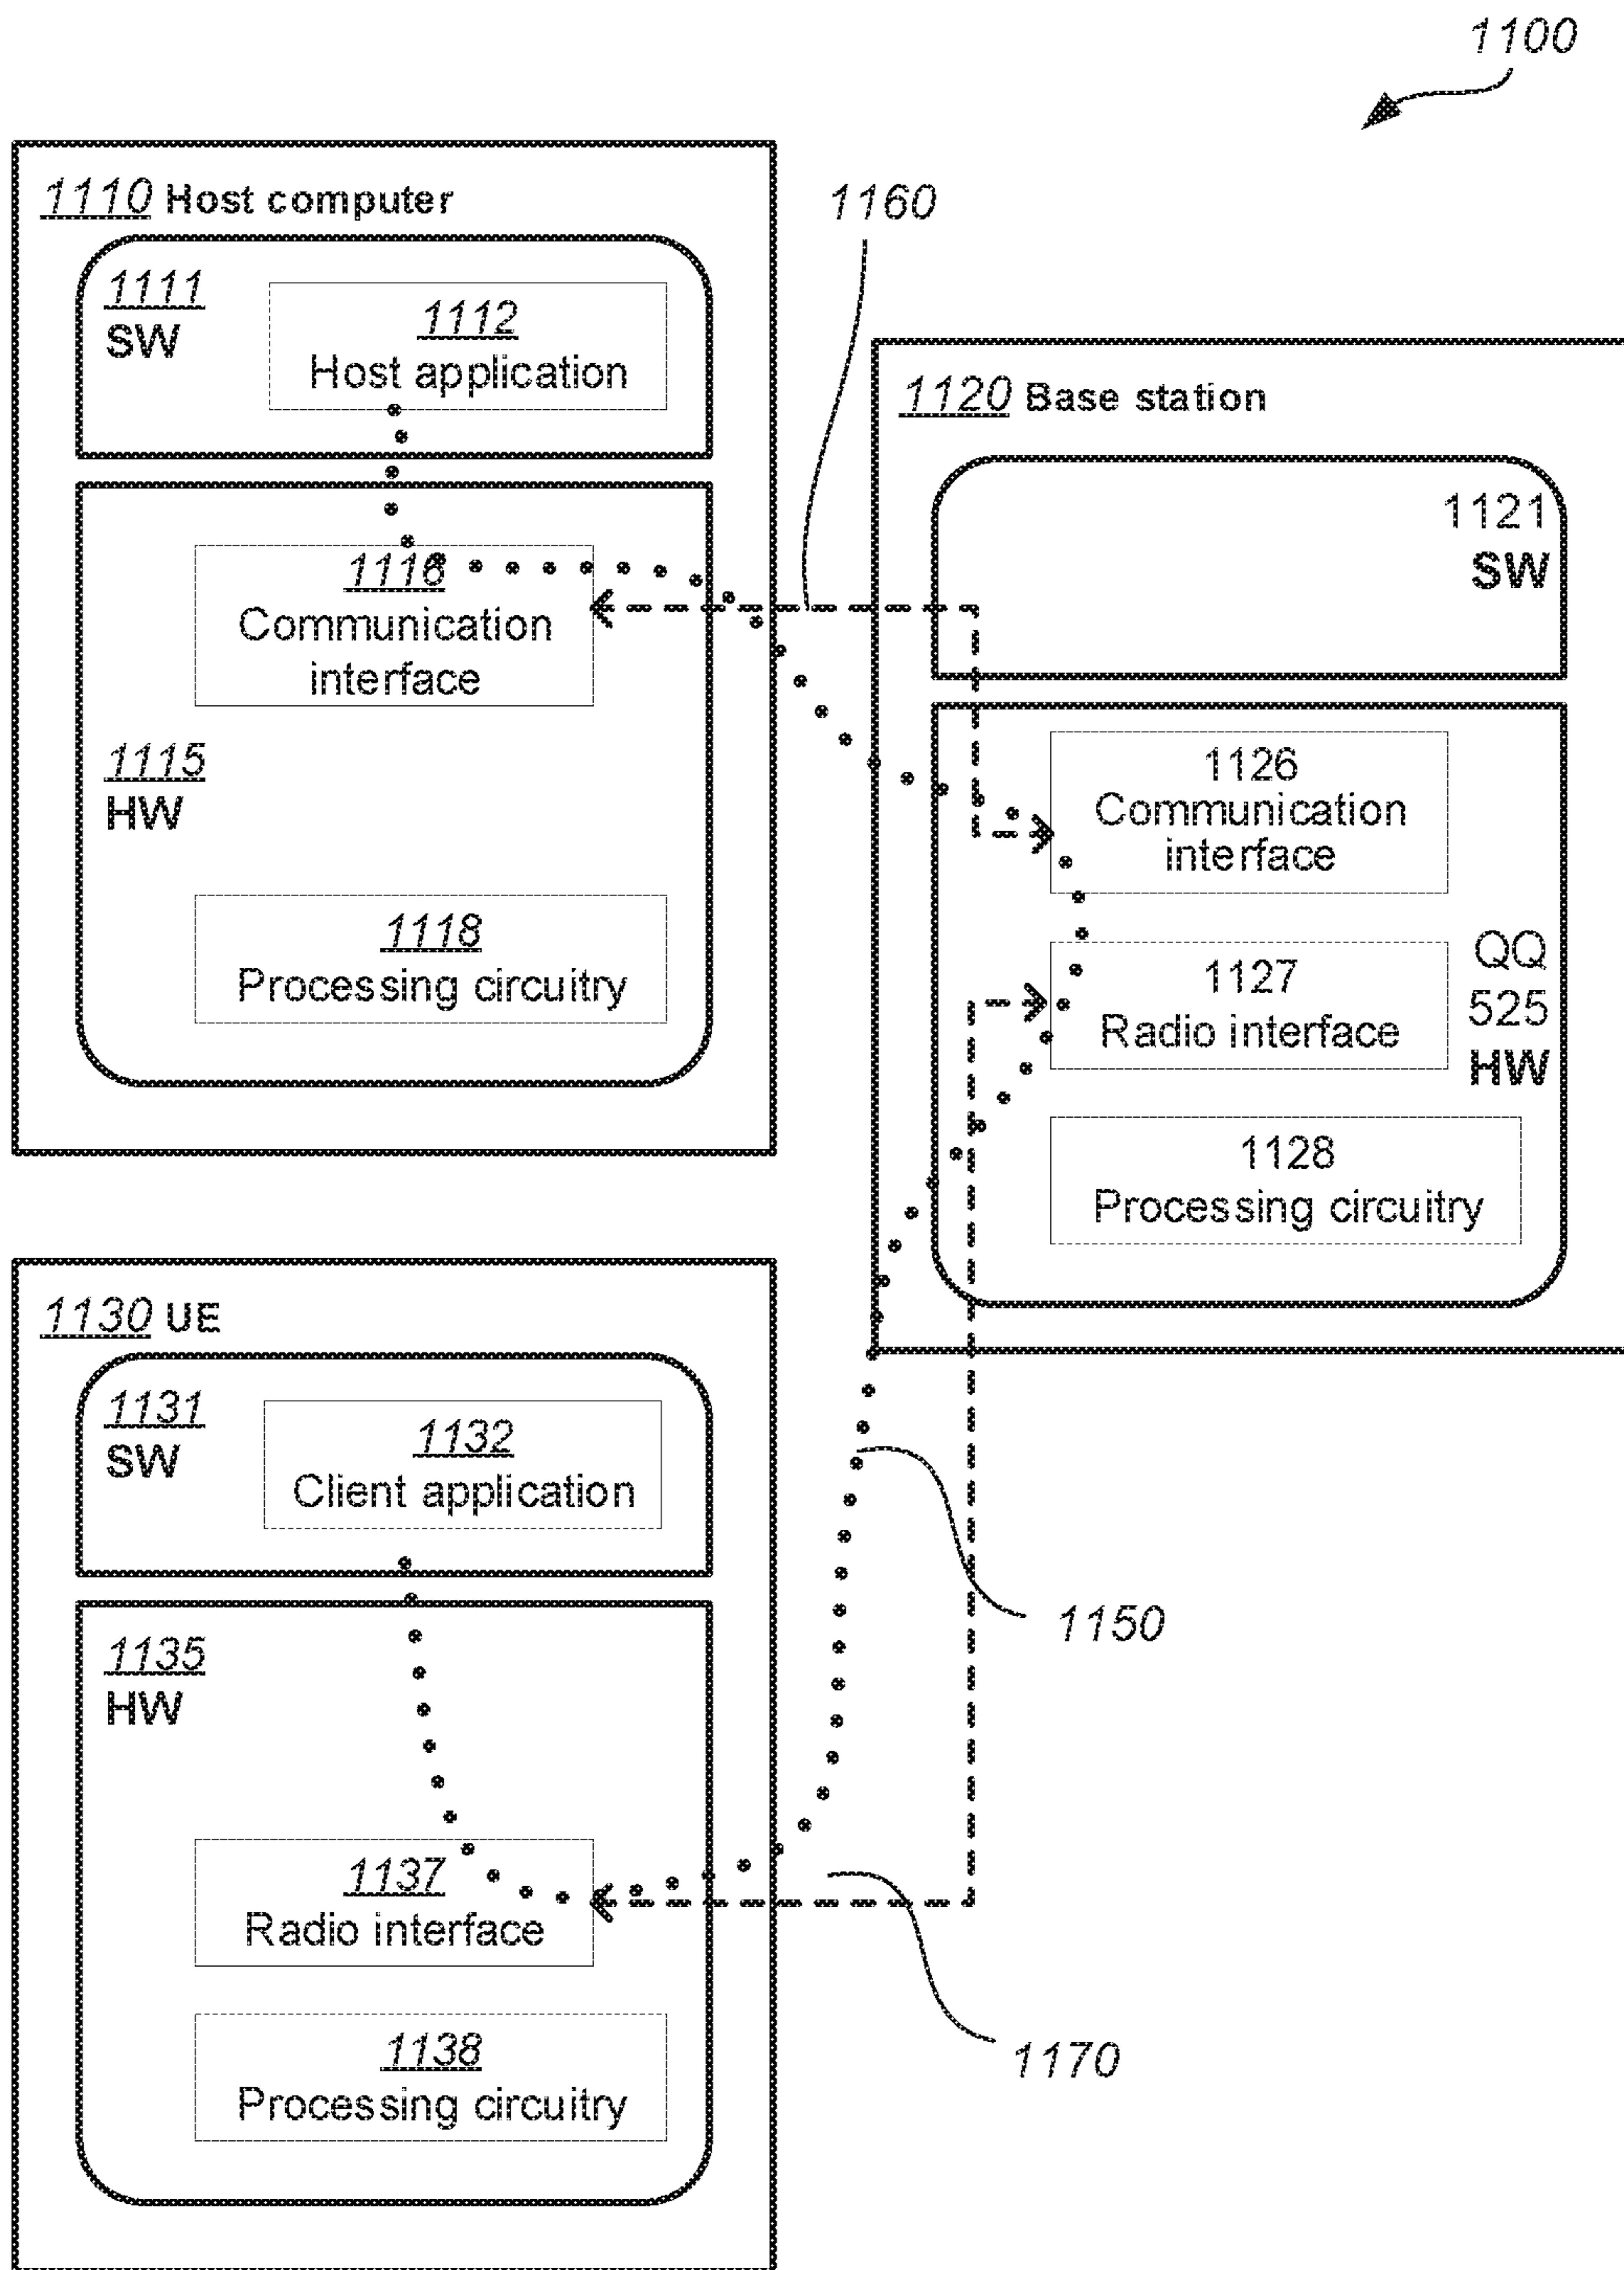 1100
1110 Host computer
1111
SW
1112
Host application
1116
Communication
interface
1115
HW
1118
Processing circuitry
1160
1120 Base station
1121
SW
1126
Communication
interface
1127
Radio interface
QQ
525
HW
1128
Processing circuitry
1130 UE
1131
SW
1132
Client application
1135
HW
1137
Radio interface
1138
Processing circuitry
1150
1170